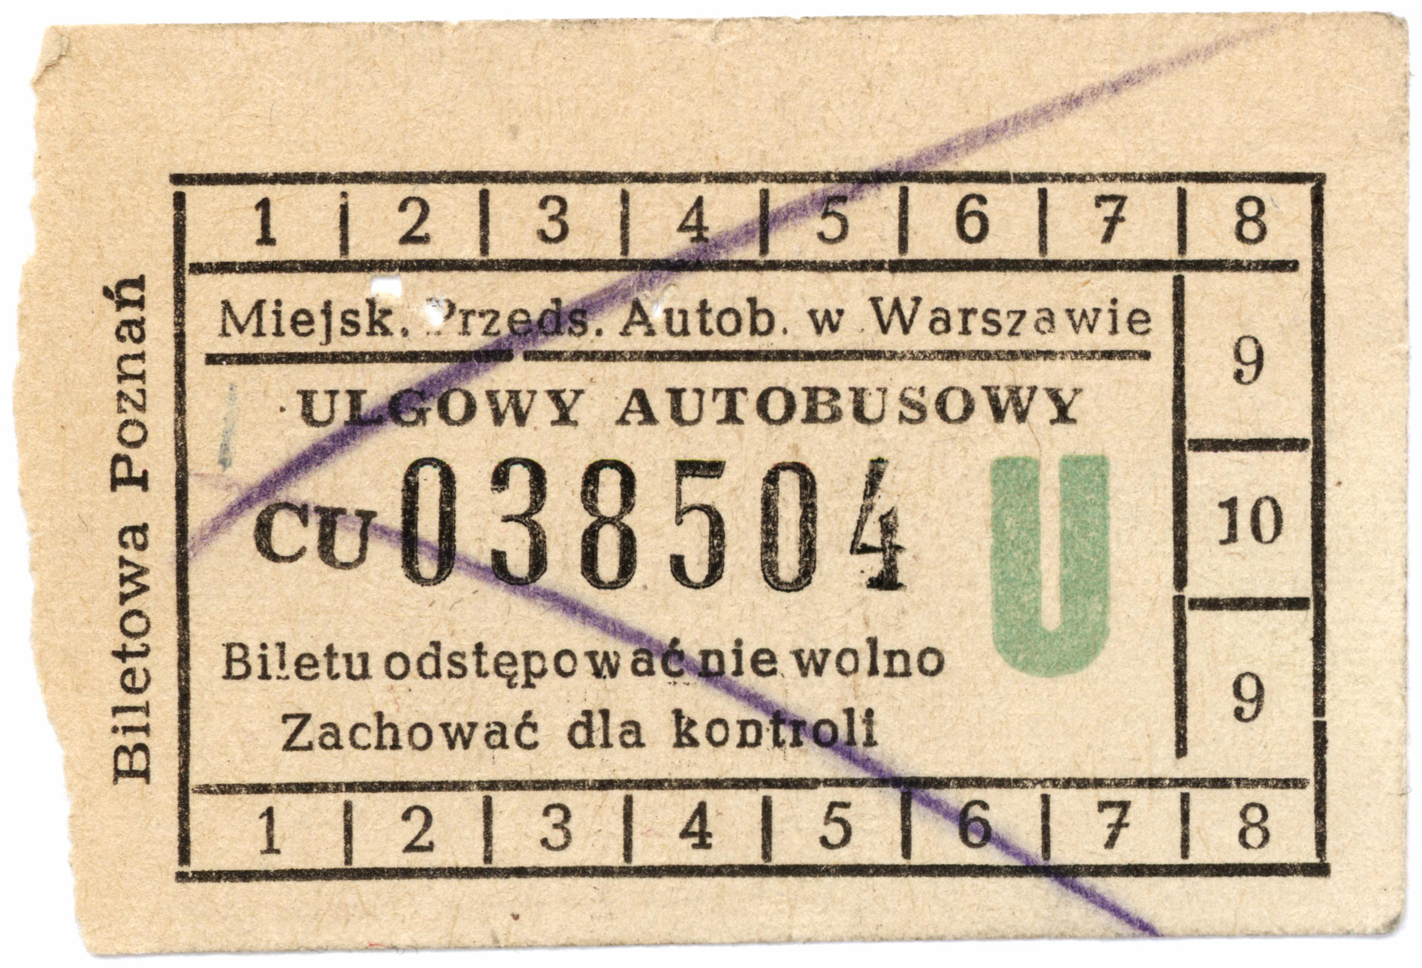 1 | 2 | 3 | 4 | 5 | 6 | 7 | 8
Miejsk. Przeds. Autob. w Warszawie
9
ULGOWY AUTOBUSOWY
CU 038504
U
10
Biletu odstępować nie wolno
9
Zachować dla kontroli
1 | 2 | 3 | 4 | 5 | 6 | 7 | 8
Biletowa Poznań